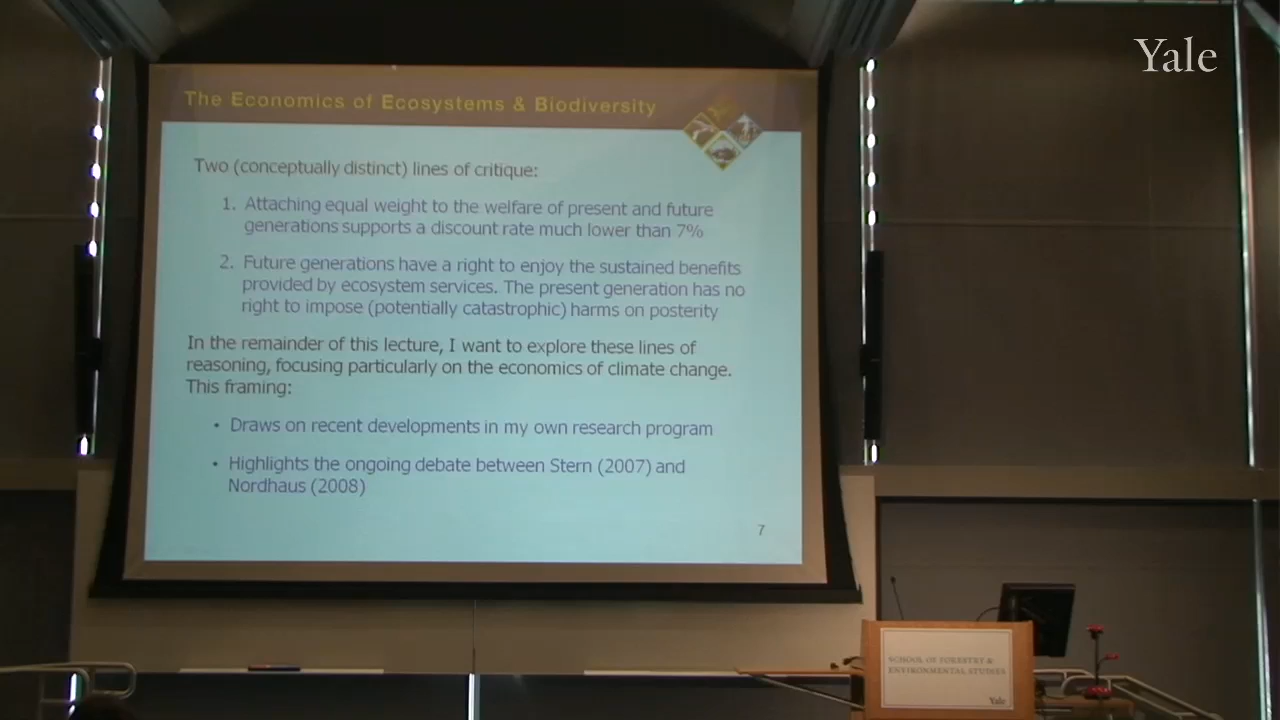 Yale
The Economics of Ecosystems & Biodiversity
Two (conceptually distinct) lines of critique:
1. Attaching equal weight to the welfare of present and future
generations supports a discount rate much lower than 7%
2. Future generations have a right to enjoy the sustained benefits
provided by ecosystem services. The present generation has no
right to impose (potentially catastrophic) harms on posterity
In the remainder of this lecture, I want to explore these lines of
reasoning, focusing particularly on the economics of climate change.
This framing:
• Draws on recent developments in my own research program
• Highlights the ongoing debate between Stern (2007) and
Nordhaus (2008)
7
SCHOOL OF FORESTRY &
ENVIRONMENTAL STUDIES
Yale